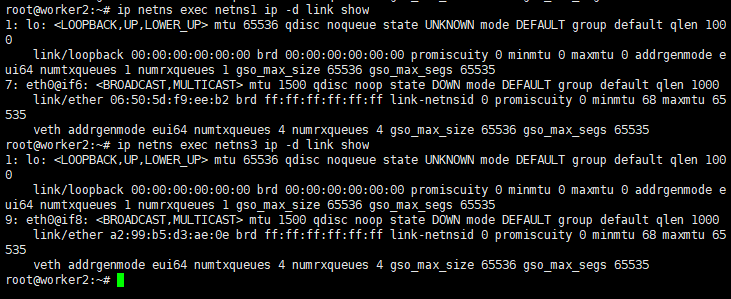 root@worker2:~# ip netns exec netns1 ip -d link show
1: lo: <LOOPBACK,UP,LOWER_UP> mtu 65536 qdisc noqueue state UNKNOWN mode DEFAULT group default qlen 100
0
    link/loopback 00:00:00:00:00:00 brd 00:00:00:00:00:00 promiscuity 0 minmtu 0 maxmtu 0 addrgenmode e
ui64 numtxqueues 1 numrxqueues 1 gso_max_size 65536 gso_max_segs 65535
7: eth0@if6: <BROADCAST,MULTICAST> mtu 1500 qdisc noop state DOWN mode DEFAULT group default qlen 1000
    link/ether 06:50:5d:f9:ee:b2 brd ff:ff:ff:ff:ff:ff link-netnsid 0 promiscuity 0 minmtu 68 maxmtu 65
535
    veth addrgenmode eui64 numtxqueues 4 numrxqueues 4 gso_max_size 65536 gso_max_segs 65535
root@worker2:~# ip netns exec netns3 ip -d link show
1: lo: <LOOPBACK,UP,LOWER_UP> mtu 65536 qdisc noqueue state UNKNOWN mode DEFAULT group default qlen 100
0
    link/loopback 00:00:00:00:00:00 brd 00:00:00:00:00:00 promiscuity 0 minmtu 0 maxmtu 0 addrgenmode e
ui64 numtxqueues 1 numrxqueues 1 gso_max_size 65536 gso_max_segs 65535
9: eth0@if8: <BROADCAST,MULTICAST> mtu 1500 qdisc noop state DOWN mode DEFAULT group default qlen 1000
    link/ether a2:99:b5:d3:ae:0e brd ff:ff:ff:ff:ff:ff link-netnsid 0 promiscuity 0 minmtu 68 maxmtu 65
535
    veth addrgenmode eui64 numtxqueues 4 numrxqueues 4 gso_max_size 65536 gso_max_segs 65535
root@worker2:~#